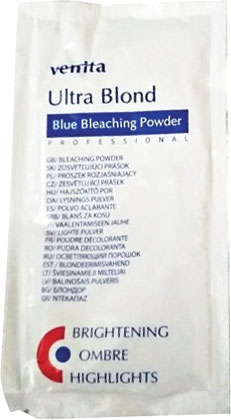 venita
Ultra Blond
Blue Bleaching Powder
PROFESSIONAL
GB/ BLEACHING POWDER
SK/ ZOSVETĽUJÚCI PRÁŠOK
PL/ PROSZEK ROZJAŚNIAJĄCY
CZ/ ZESVĚTLUJÍCÍ PRÁŠEK
HU/ HAJSZŐKÍTŐ POR
DA/ LYSNINGS PULVER
ES/ POLVO ACLARANTE
SRB/ BLANŠ ZA KOSU
FI/ VAALENTAMISEEN JAUHE
SW/ LIGHTE PULVER
FR/ POUDRE DECOLORANTE
RO/ PUDRA DECOLORANTA
RU/ ОСВЕТЛЯЮЩИЙ ПОРОШОК
EST/ BLONDEERIMISVAHEND
LT/ ŠVIESINAMIEJI MILTELIAI
LV/ BALINOŠAIS PULVERIS
BG/ БЛОНДОР
GR/ ΝΤΕΚΑΠΑΖ
BRIGHTENING
OMBRE
HIGHLIGHTS